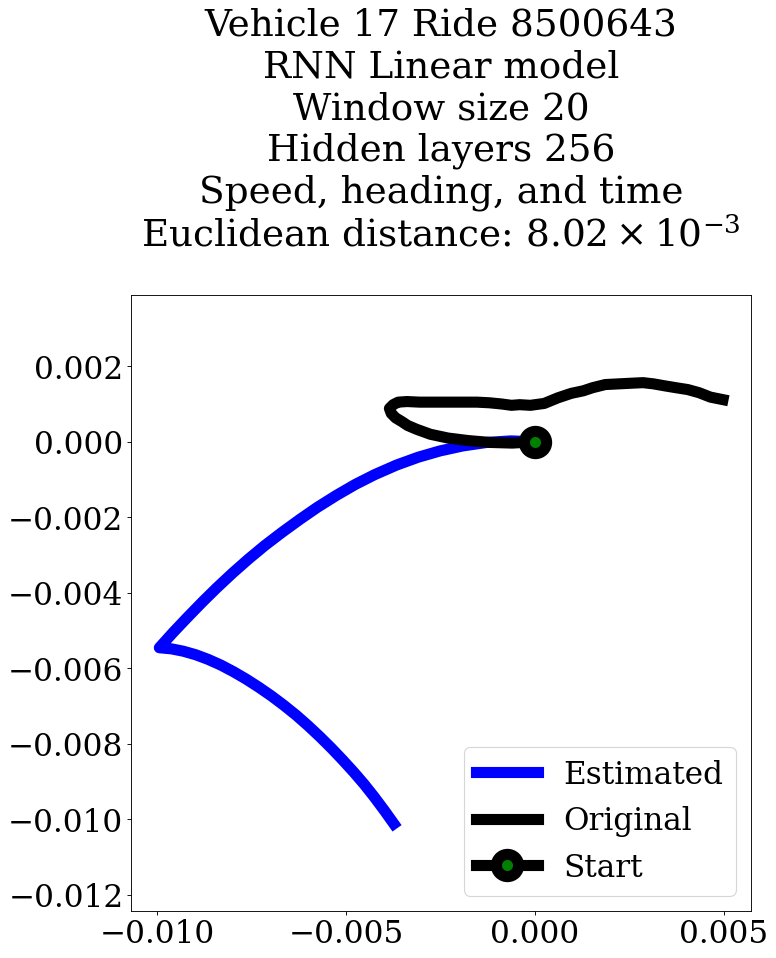 Vehicle 17 Ride 8500643
RNN Linear model
Window size 20
Hidden layers 256
Speed, heading, and time
Euclidean distance: 8.02 × 10⁻³
0.002
0.000
−0.002
−0.004
−0.006
−0.008
−0.010
−0.012
Estimated
Original
Start
−0.010 −0.005 0.000 0.005